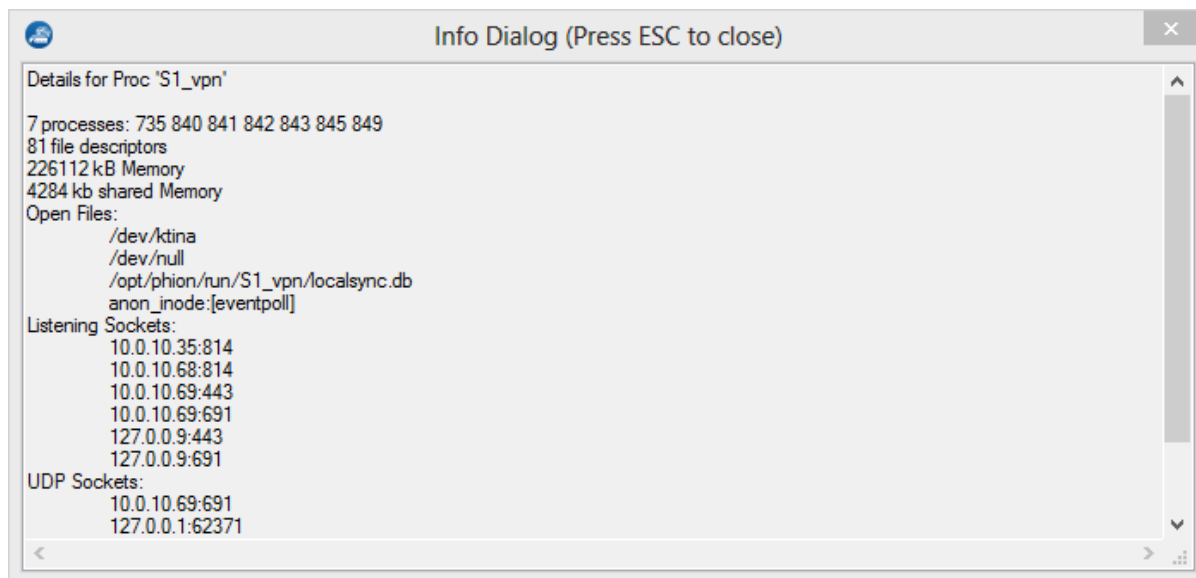 Info Dialog (Press ESC to close)
Details for Proc 'S1_vpn'
7 processes: 735 840 841 842 843 845 849
81 file descriptors
226112 kB Memory
4284 kb shared Memory
Open Files:
/dev/ktina
/dev/null
/opt/phion/run/S1_vpn/localsync.db
anon_inode:[eventpoll]
Listening Sockets:
10.0.10.35:814
10.0.10.68:814
10.0.10.69:443
10.0.10.69:691
127.0.0.9:443
127.0.0.9:691
UDP Sockets:
10.0.10.69:691
127.0.0.1:62371